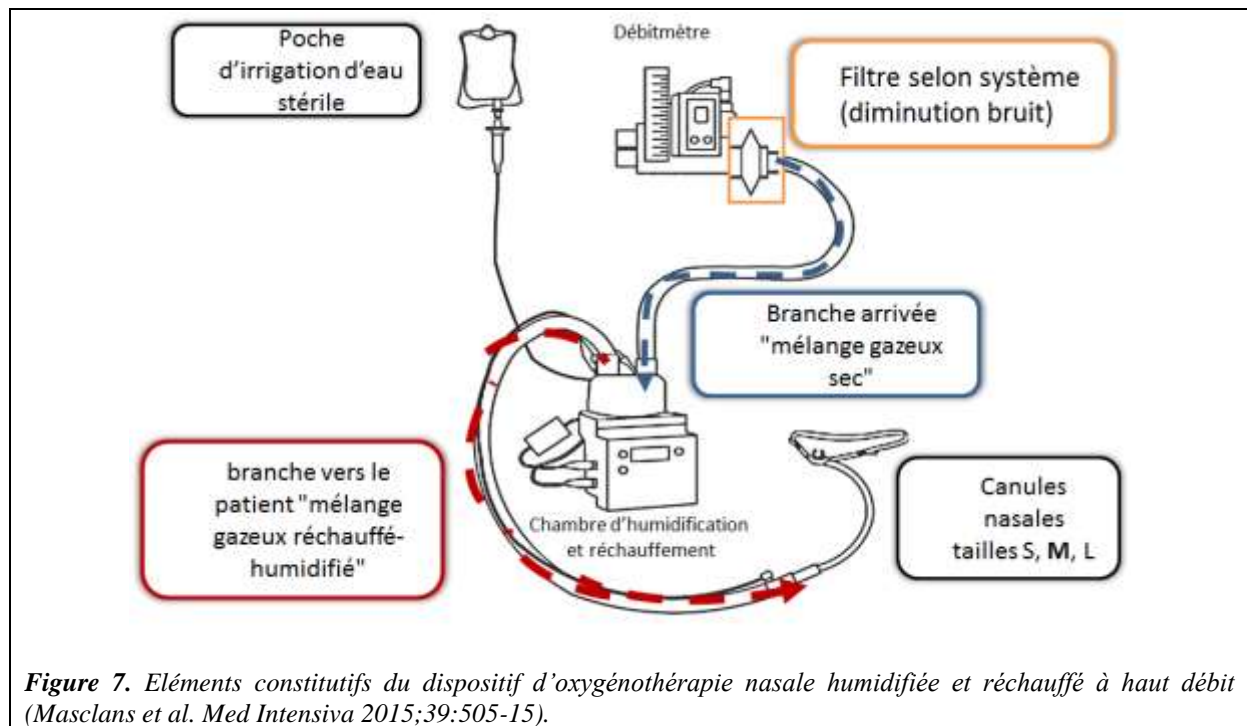 Poche
d'irrigation d'eau
stérile
Débitmètre
Filtre selon système
(diminution bruit)
Branche arrivée
"mélange gazeux
sec"
branche vers le
patient "mélange
gazeux réchauffé-
humidifié"
Chambre d'humidification
et réchauffement
Canules
nasales
tailles S, M, L
Figure 7. Eléments constitutifs du dispositif d'oxygénothérapie nasale humidifiée et réchauffé à haut débit
(Masclans et al. Med Intensiva 2015;39:505-15).